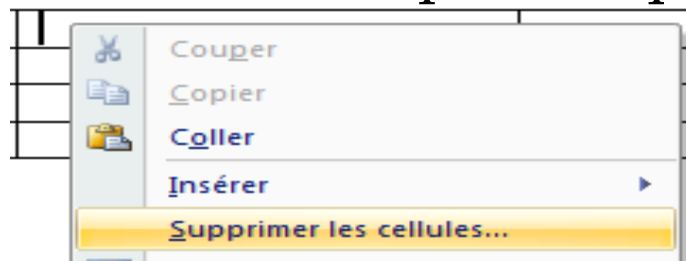 Couper
Copier
Coller
Insérer
Supprimer les cellules...